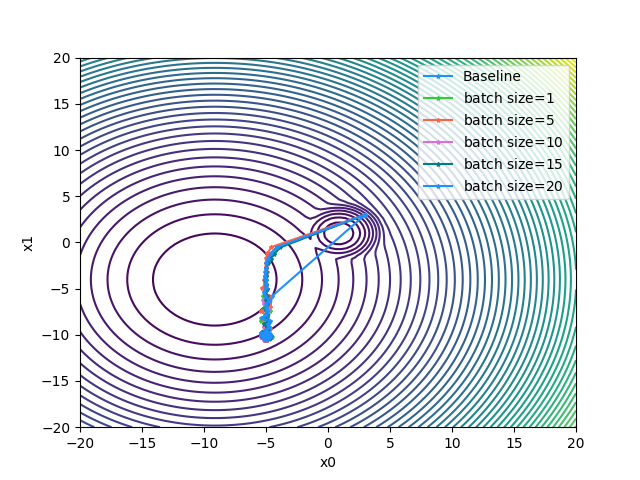 20
15
10
5
0
−5
−10
−15
−20
x1
−20
−15
−10
−5
0
5
10
15
20
x0
Baseline
batch size=1
batch size=5
batch size=10
batch size=15
batch size=20